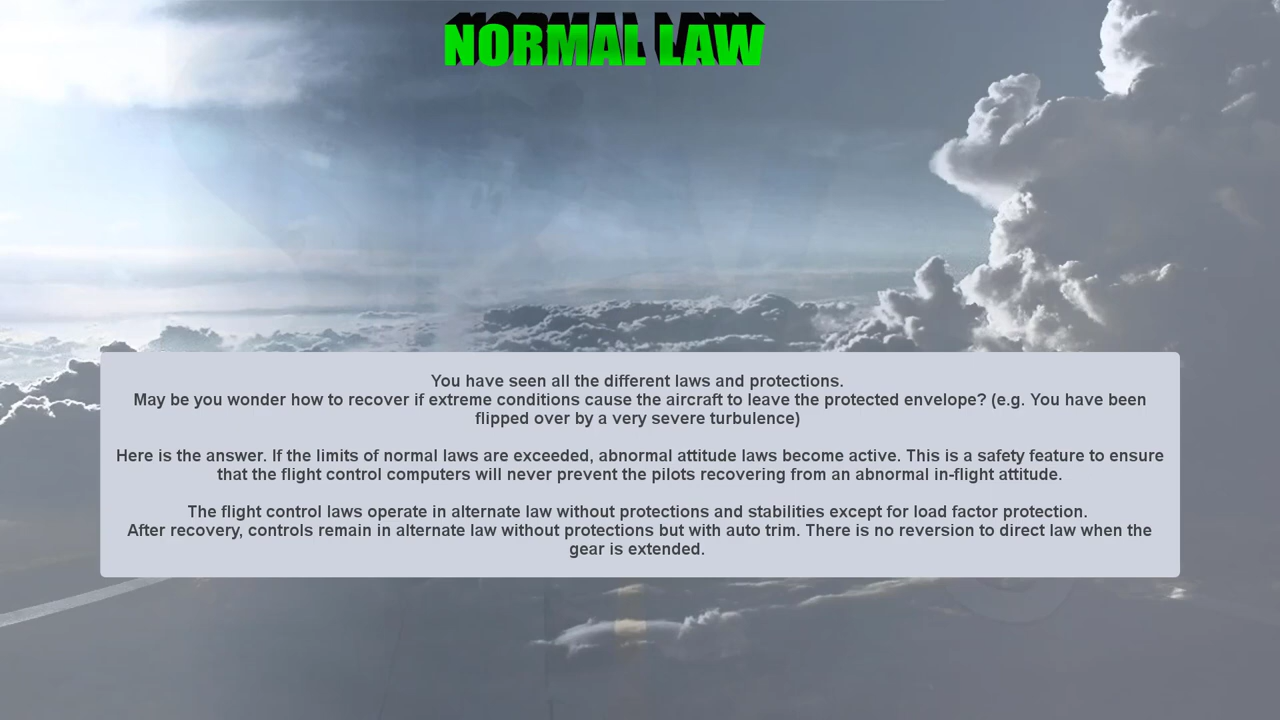 NORMAL LAW
You have seen all the different laws and protections.
May be you wonder how to recover if extreme conditions cause the aircraft to leave the protected envelope? (e.g. You have been
flipped over by a very severe turbulence)
Here is the answer. If the limits of normal laws are exceeded, abnormal attitude laws become active. This is a safety feature to ensure
that the flight control computers will never prevent the pilots recovering from an abnormal in-flight attitude.
The flight control laws operate in alternate law without protections and stabilities except for load factor protection.
After recovery, controls remain in alternate law without protections but with auto trim. There is no reversion to direct law when the
gear is extended.